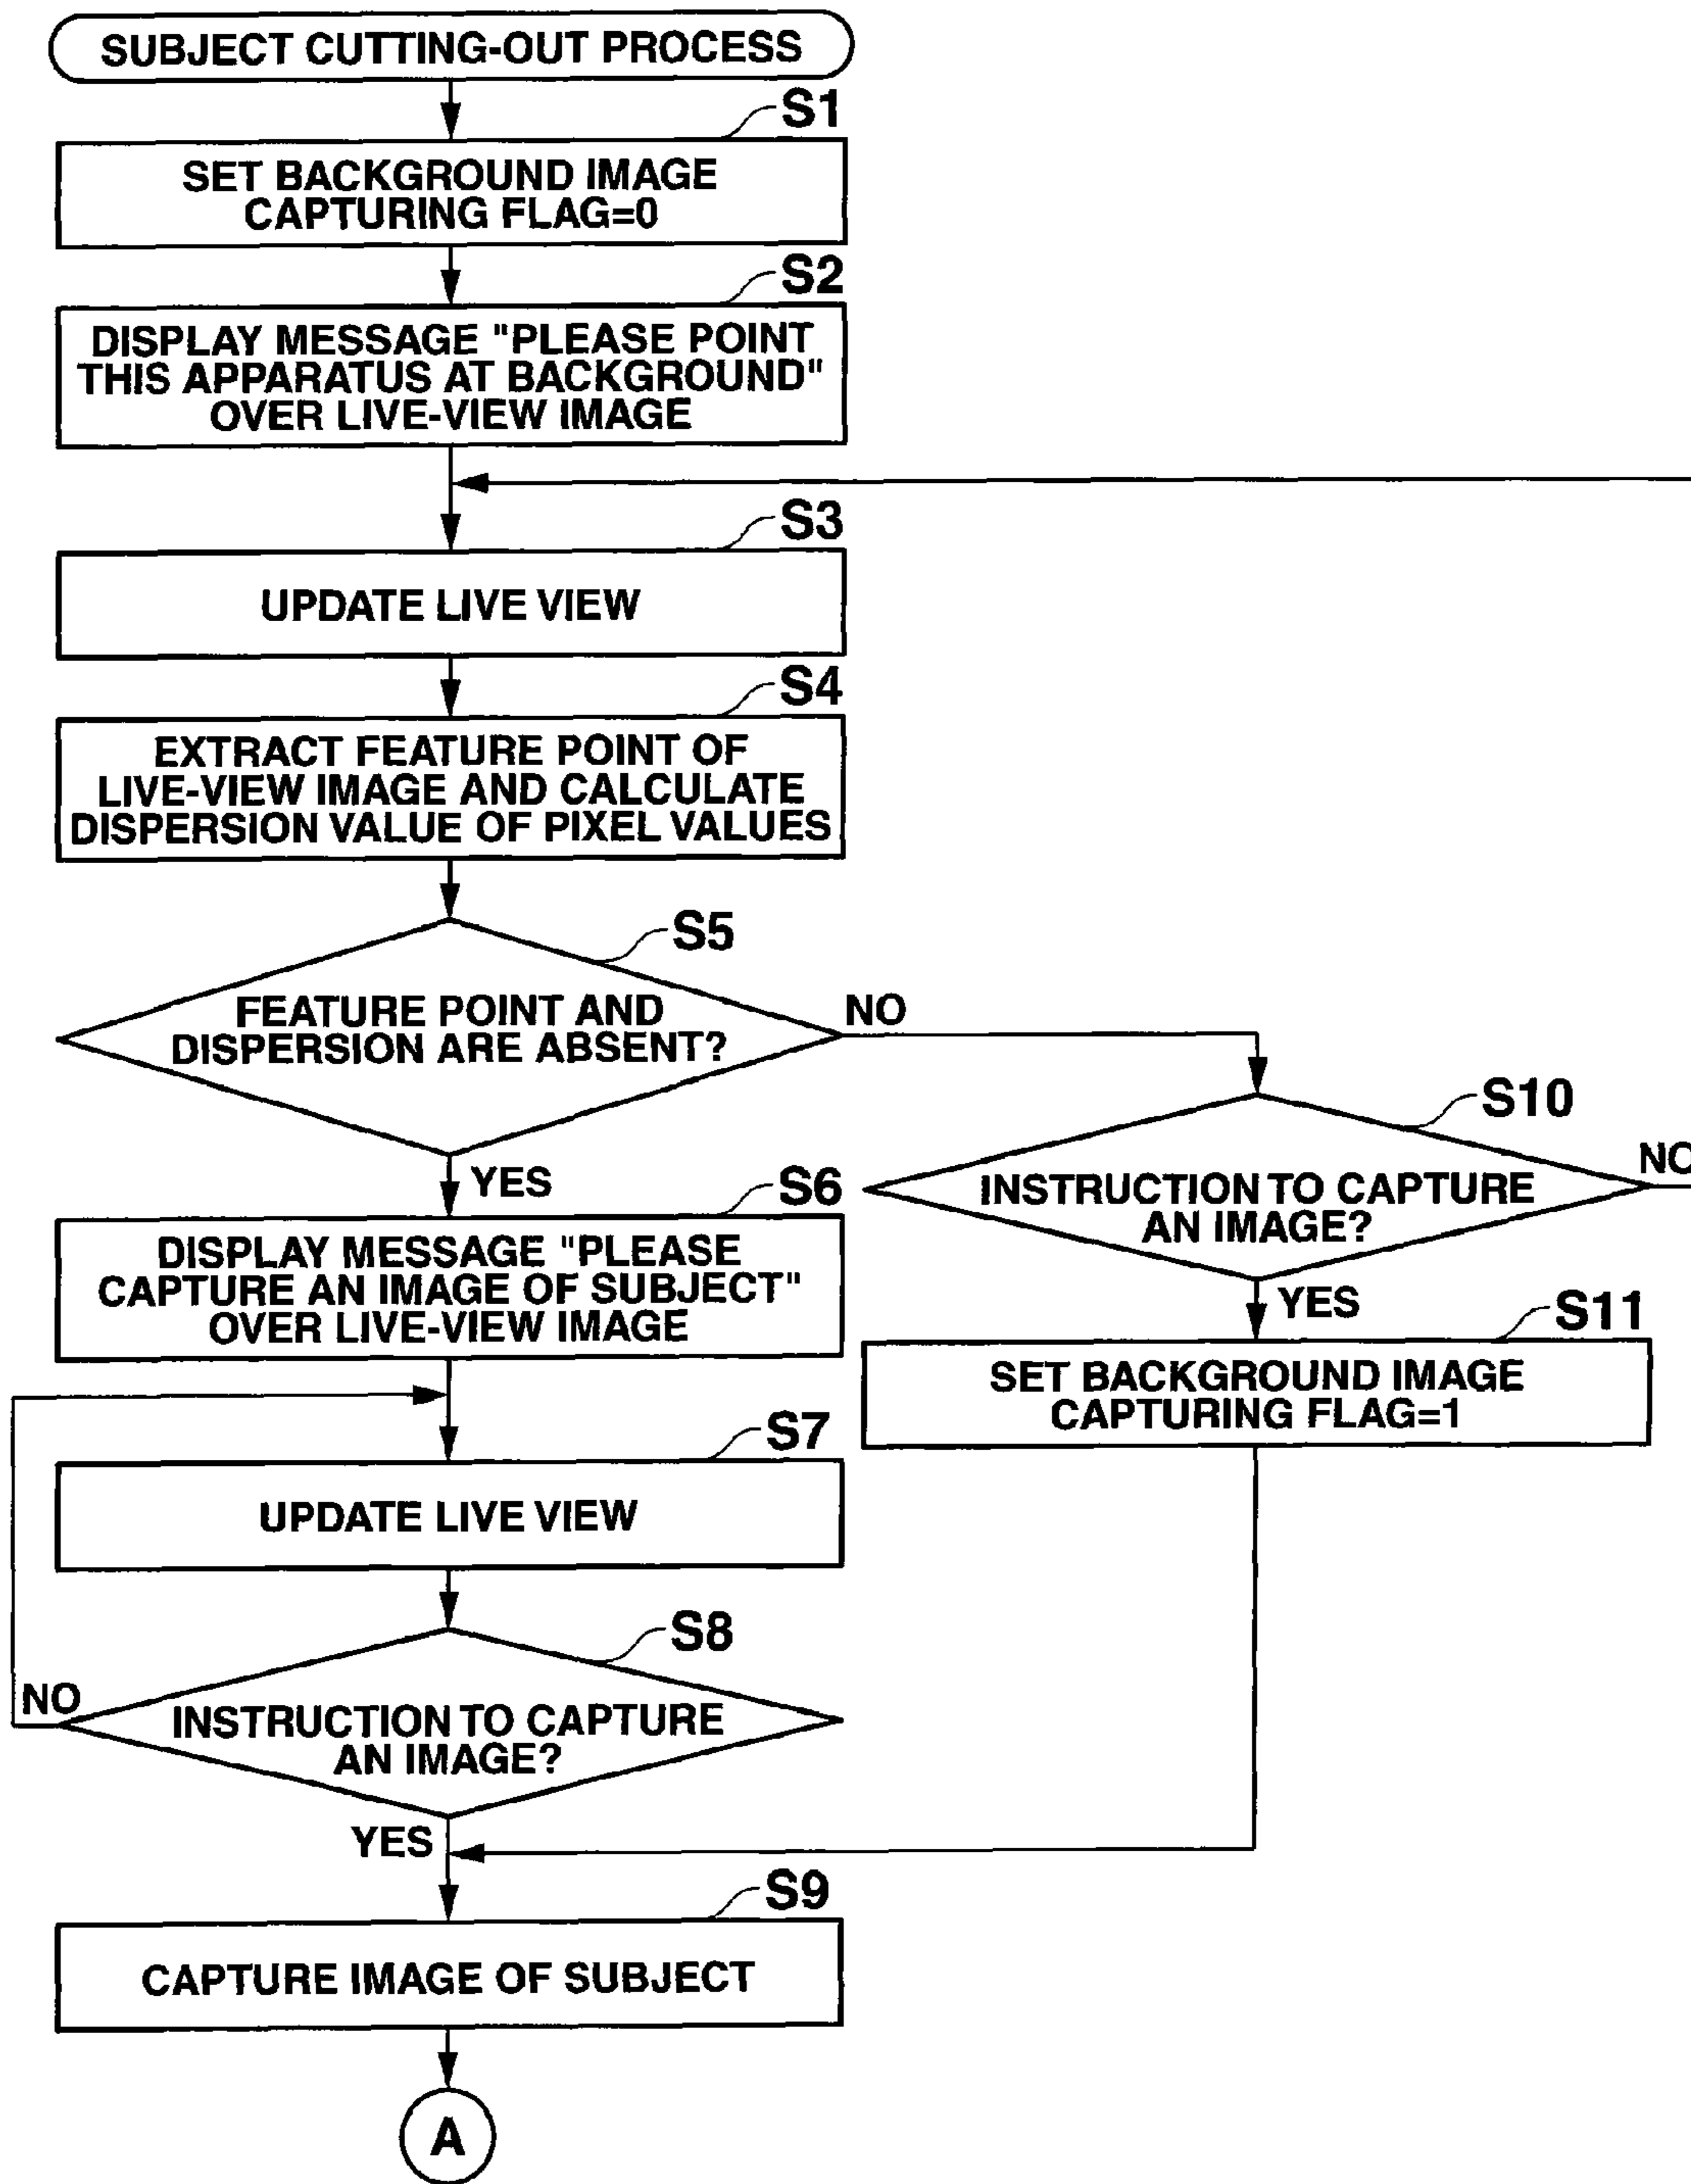 SUBJECT CUTTING-OUT PROCESS
S1
SET BACKGROUND IMAGE
CAPTURING FLAG=0
S2
DISPLAY MESSAGE "PLEASE POINT
THIS APPARATUS AT BACKGROUND"
OVER LIVE-VIEW IMAGE
S3
UPDATE LIVE VIEW
S4
EXTRACT FEATURE POINT OF
LIVE-VIEW IMAGE AND CALCULATE
DISPERSION VALUE OF PIXEL VALUES
S5
FEATURE POINT AND
DISPERSION ARE ABSENT?
NO
YES
S10
INSTRUCTION TO CAPTURE
AN IMAGE?
NO
YES
S6
DISPLAY MESSAGE "PLEASE
CAPTURE AN IMAGE OF SUBJECT"
OVER LIVE-VIEW IMAGE
S11
SET BACKGROUND IMAGE
CAPTURING FLAG=1
S7
UPDATE LIVE VIEW
S8
INSTRUCTION TO CAPTURE
AN IMAGE?
NO
YES
S9
CAPTURE IMAGE OF SUBJECT
A